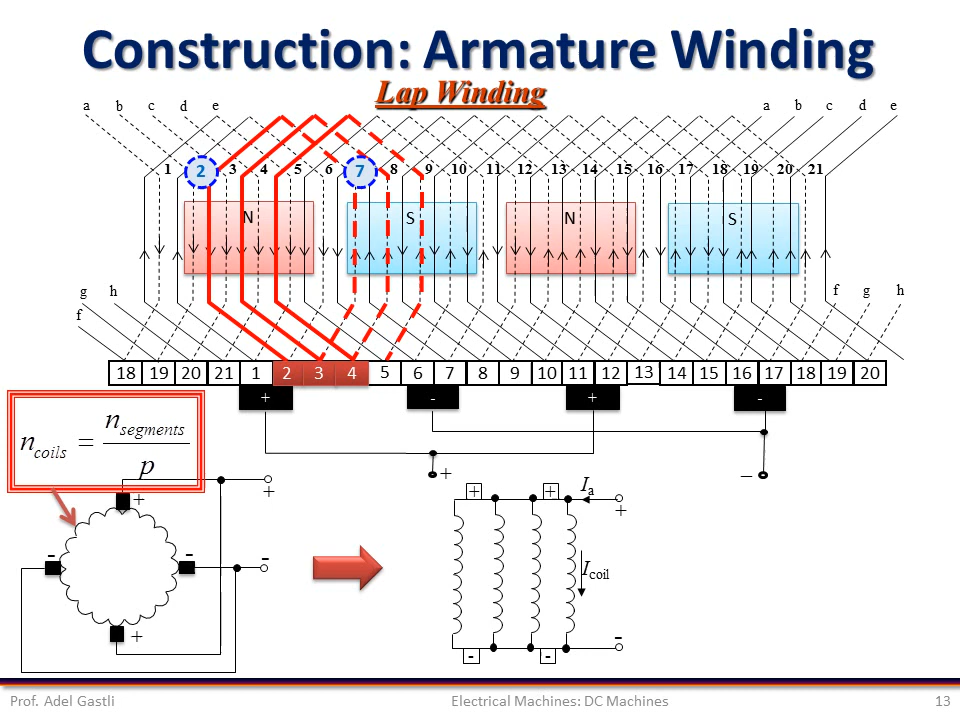 Construction: Armature Winding
Lap Winding
a b c d e a b c d e
1 2 3 4 5 6 7 8 9 10 11 12 13 14 15 16 17 18 19 20 21
N S N S
g h f g h
f
18 19 20 21 1 2 3 4 5 6 7 8 9 10 11 12 13 14 15 16 17 18 19 20
+ - + -
n_coils = n_segments / p
+ –
+ + + + I_a
+ +
- - - I_coil
+ -
- -
Prof. Adel Gastli Electrical Machines: DC Machines 13